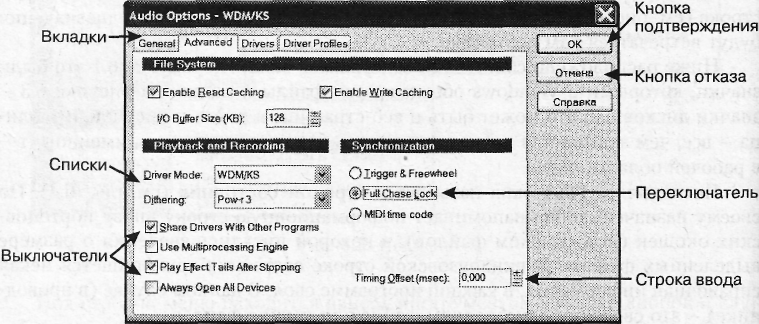 Audio Options - WDM/KS
Кнопка
подтверждения
Вкладки
General
Advanced
Drivers
Driver Profiles
OK
File System
Отмена
Кнопка отказа
Enable Read Caching
Enable Write Caching
Справка
I/O Buffer Size (KB):
128
Playback and Recording
Synchronization
Списки
Driver Mode:
WDM/KS
Trigger & Freewheel
Dithering:
Pow-r 3
Full Chase Lock
Переключатель
MIDI time code
Share Drivers With Other Programs
Use Multiprocessing Engine
Выключатели
Play Effect Tails After Stopping
Timing Offset (msec):
0,000
Строка ввода
Always Open All Devices